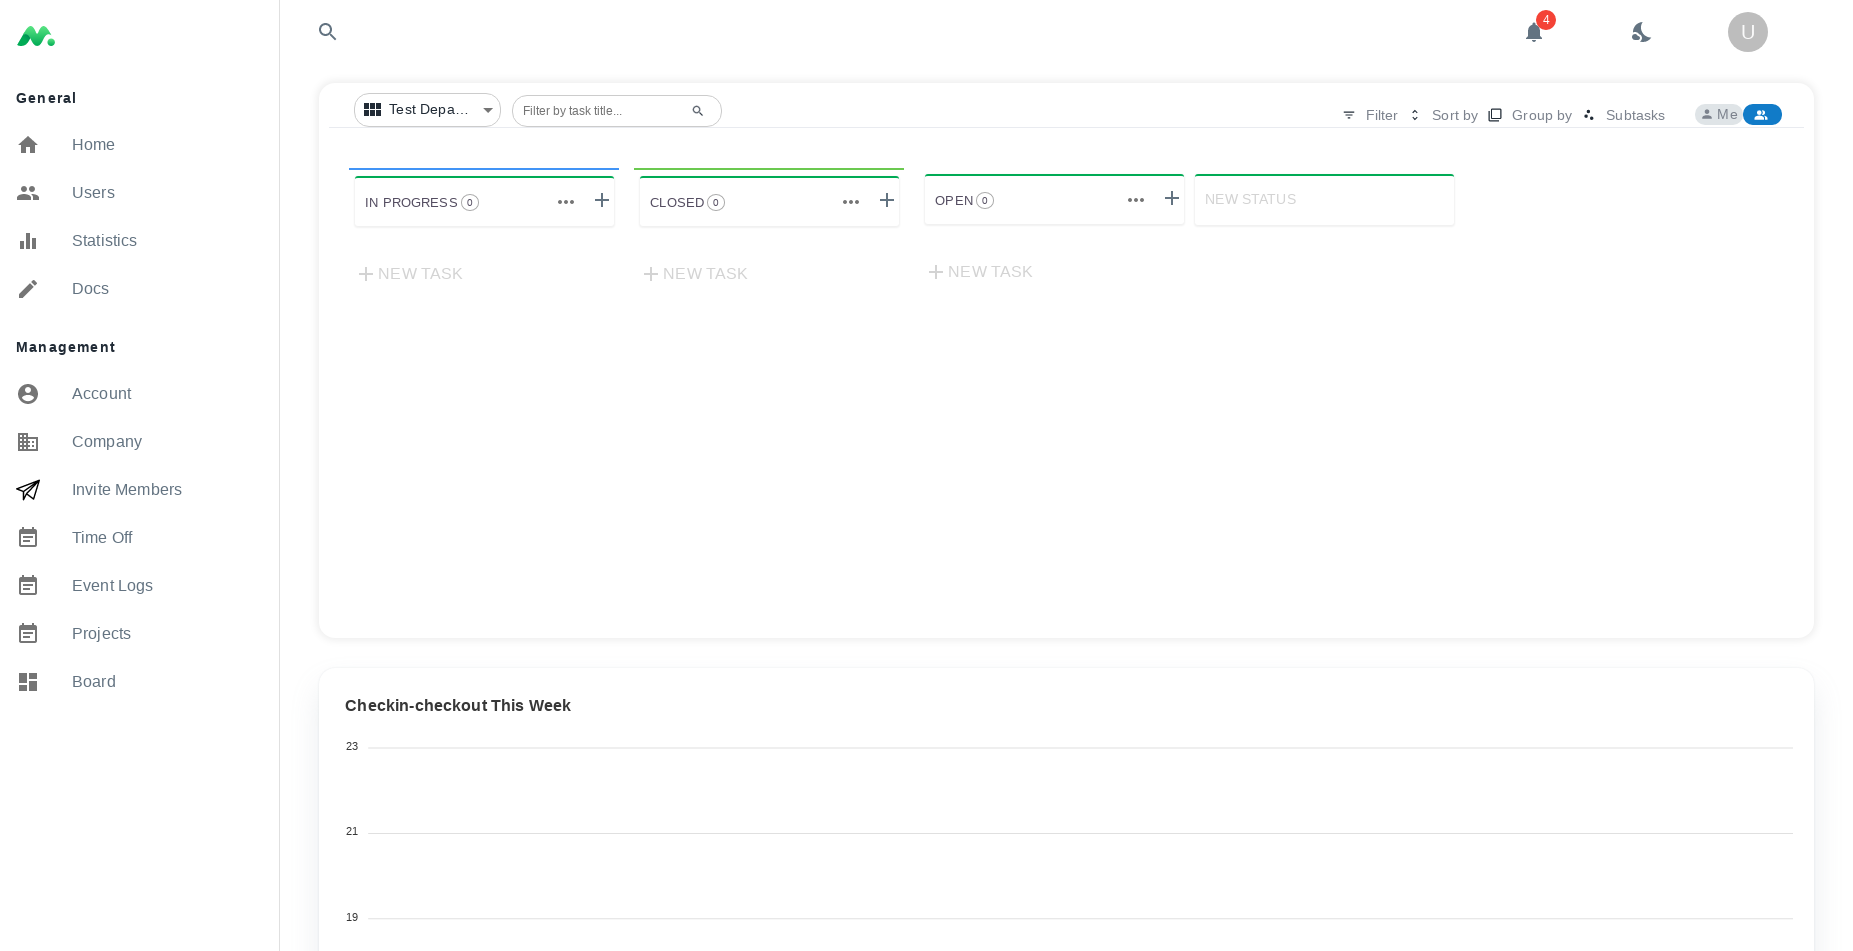 General
Home
Users
Statistics
Docs
Management
Account
Company
Invite Members
Time Off
Event Logs
Projects
Board
4
U
Test Depa...
Filter by task title...
Filter
Sort by
Group by
Subtasks
Me
IN PROGRESS 0
CLOSED 0
OPEN 0
NEW STATUS
NEW TASK
NEW TASK
NEW TASK
Checkin-checkout This Week
23
21
19